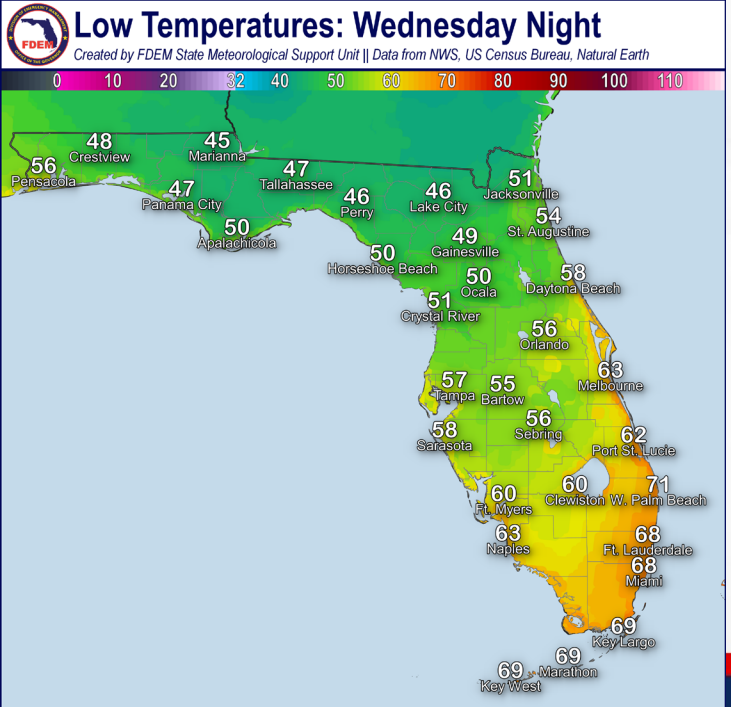 Low Temperatures: Wednesday Night
Created by FDEM State Meteorological Support Unit || Data from NWS, US Census Bureau, Natural Earth
FDEM
0 10 20 32 40 50 60 70 80 90 100 110
48
Crestview
45
Marianna
56
Pensacola
47
Tallahassee
47
Panama City
46
Perry
46
Lake City
51
Jacksonville
54
St. Augustine
50
Apalachicola
49
Gainesville
50
Horseshoe Beach
50
Ocala
58
Daytona Beach
51
Crystal River
56
Orlando
63
Melbourne
57
Tampa
55
Bartow
56
Sebring
58
Sarasota
62
Port St. Lucie
60
Ft. Myers
60
Clewiston
71
W. Palm Beach
63
Naples
68
Ft. Lauderdale
68
Miami
69
Key Largo
69
Marathon
69
Key West